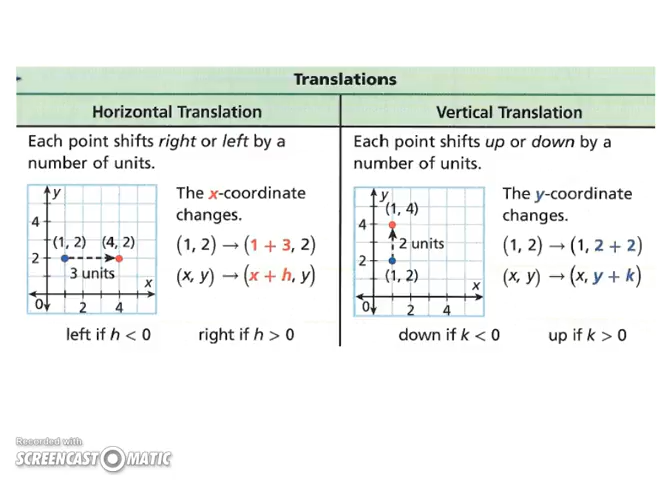 Translations
Horizontal Translation
Vertical Translation
Each point shifts right or left by a
number of units.
y
4
(1, 2) (4, 2)
2
3 units
x
0 2 4
The x-coordinate
changes.
(1, 2) → (1 + 3, 2)
(x, y) → (x + h, y)
left if h < 0 right if h > 0
Each point shifts up or down by a
number of units.
y
(1, 4)
4
2 units
2
(1, 2)
x
0 2 4
The y-coordinate
changes.
(1, 2) → (1, 2 + 2)
(x, y) → (x, y + k)
down if k < 0 up if k > 0
Recorded with
SCREENCAST-O-MATIC